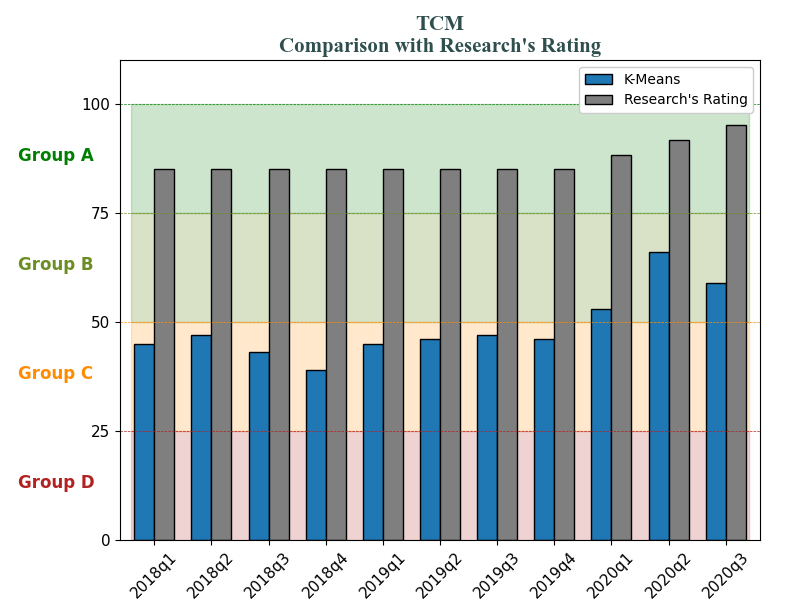 TCM
Comparison with Research's Rating
K-Means
Research's Rating
100
Group A
75
Group B
50
Group C
25
Group D
0
2018q1 2018q2 2018q3 2018q4 2019q1 2019q2 2019q3 2019q4 2020q1 2020q2 2020q3